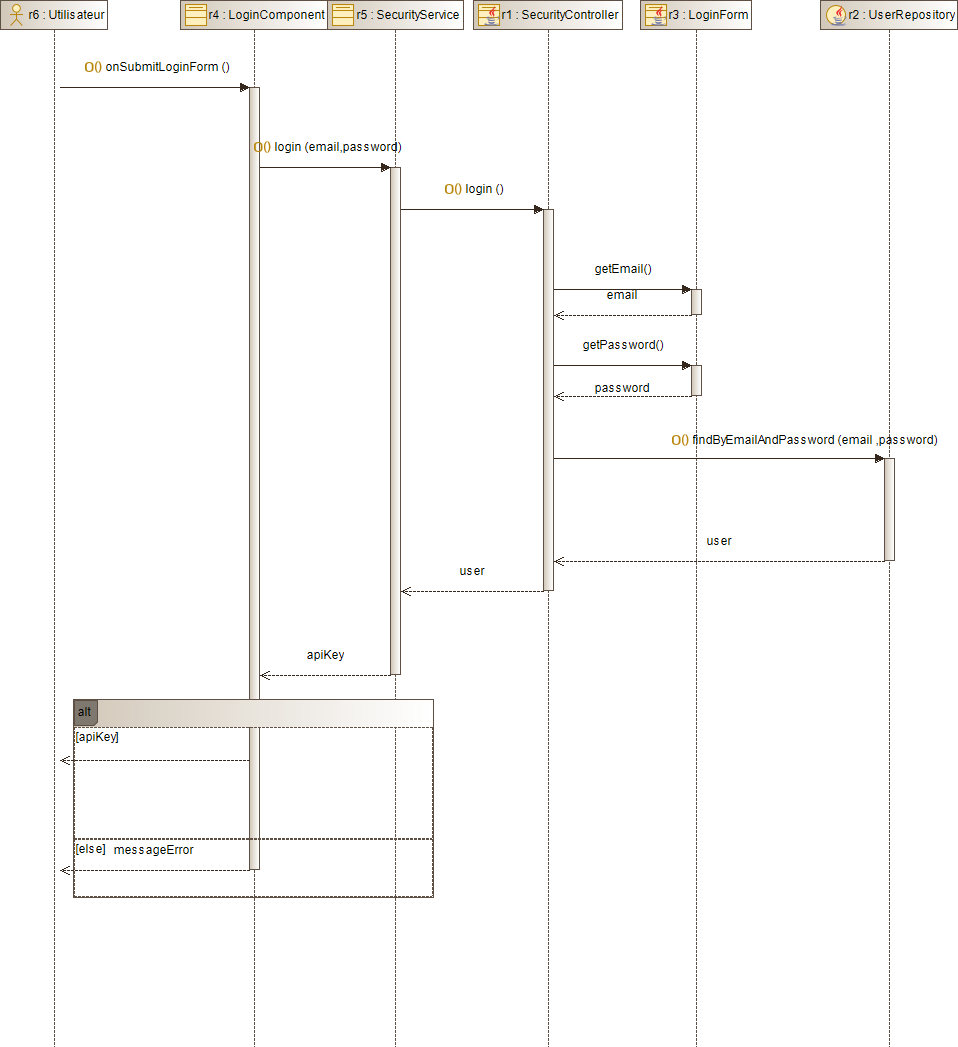 r6 : Utilisateur
r4 : LoginComponent
r5 : SecurityService
r1 : SecurityController
r3 : LoginForm
r2 : UserRepository
O() onSubmitLoginForm ()
O() login (email,password)
O() login ()
getEmail()
email
getPassword()
password
O() findByEmailAndPassword (email ,password)
user
user
apiKey
alt
[apiKey]
[else] messageError